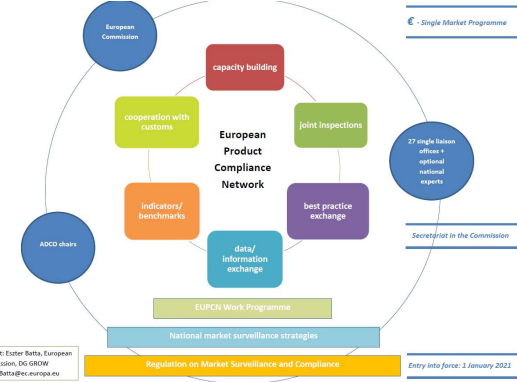 € - Single Market Programme
European
Commission
capacity building
cooperation with
customs
joint inspections
European
Product
Compliance
Network
27 single liaison
offices +
optional
national
experts
indicators/
benchmarks
best practice
exchange
Secretariat in the Commission
ADCO chairs
data/
information
exchange
EUPCN Work Programme
National market surveillance strategies
t: Eszter Batta, European
ssion, DG GROW
Batta@ec.europa.eu
Regulation on Market Surveillance and Compliance
Entry into force: 1 January 2021